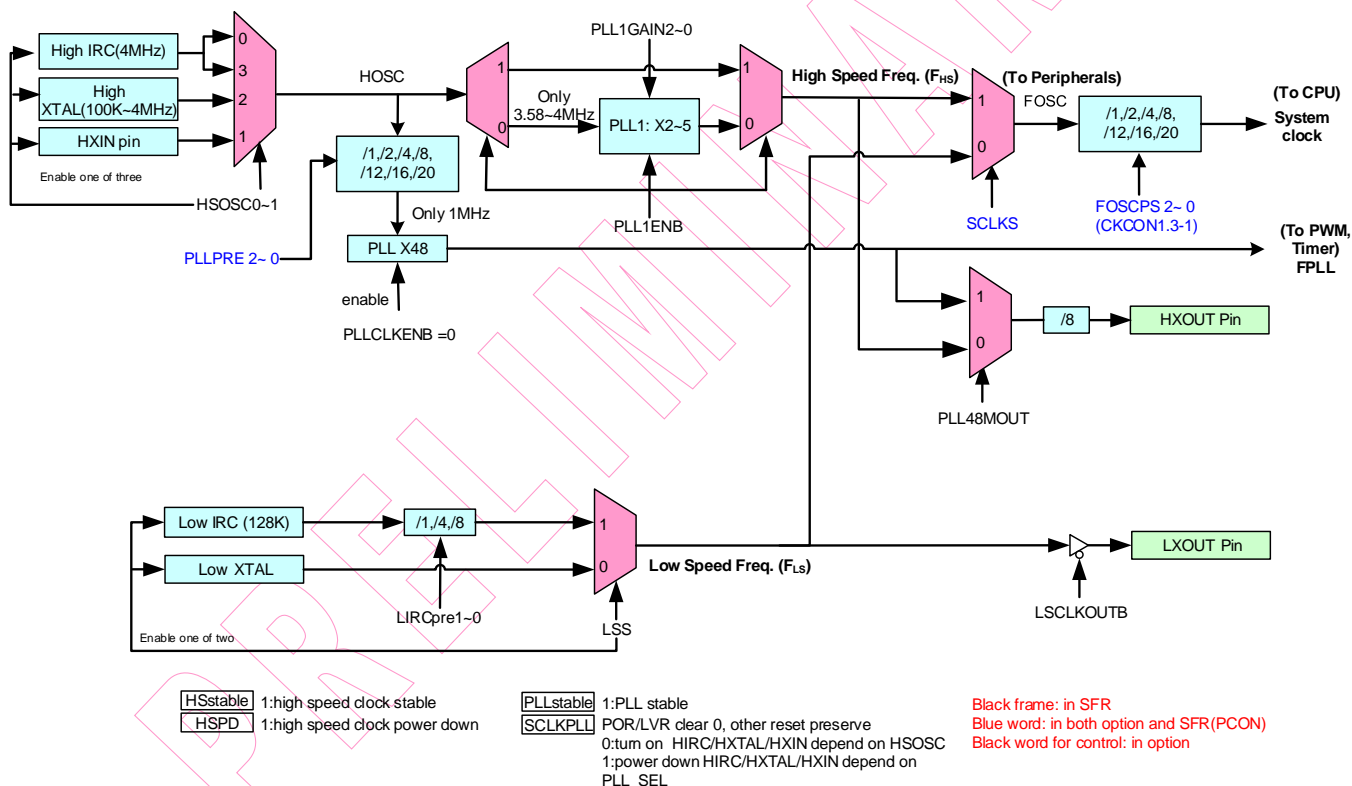 High IRC(4MHz)
High
XTAL(100K~4MHz)
HXIN pin
Enable one of three
0
3
2
1
HSOSC0~1
HOSC
/1,/2,/4,/8,
/12,/16,/20
PLLPRE 2~ 0
Only 1MHz
PLL X48
enable
PLLCLKENB =0
1
0
Only
3.58~4MHz
PLL1GAIN2~0
PLL1: X2~5
PLL1ENB
1
0
High Speed Freq. (FHS)
(To Peripherals)
FOSC
1
0
SCLKS
/1,/2,/4,/8,
/12,/16,/20
FOSCPS 2~ 0
(CKCON1.3-1)
(To CPU)
System
clock
(To PWM,
Timer)
FPLL
1
0
PLL48MOUT
/8
HXOUT Pin
Low IRC (128K)
/1,/4,/8
Low XTAL
LIRCpre1~0
Enable one of two
1
0
LSS
Low Speed Freq. (FLS)
LSCLKOUTB
LXOUT Pin
HSstable 1:high speed clock stable
HSPD 1:high speed clock power down
PLLstable 1:PLL stable
SCLKPLL POR/LVR clear 0, other reset preserve
0:turn on HIRC/HXTAL/HXIN depend on HSOSC
1:power down HIRC/HXTAL/HXIN depend on
PLL_SEL
Black frame: in SFR
Blue word: in both option and SFR(PCON)
Black word for control: in option